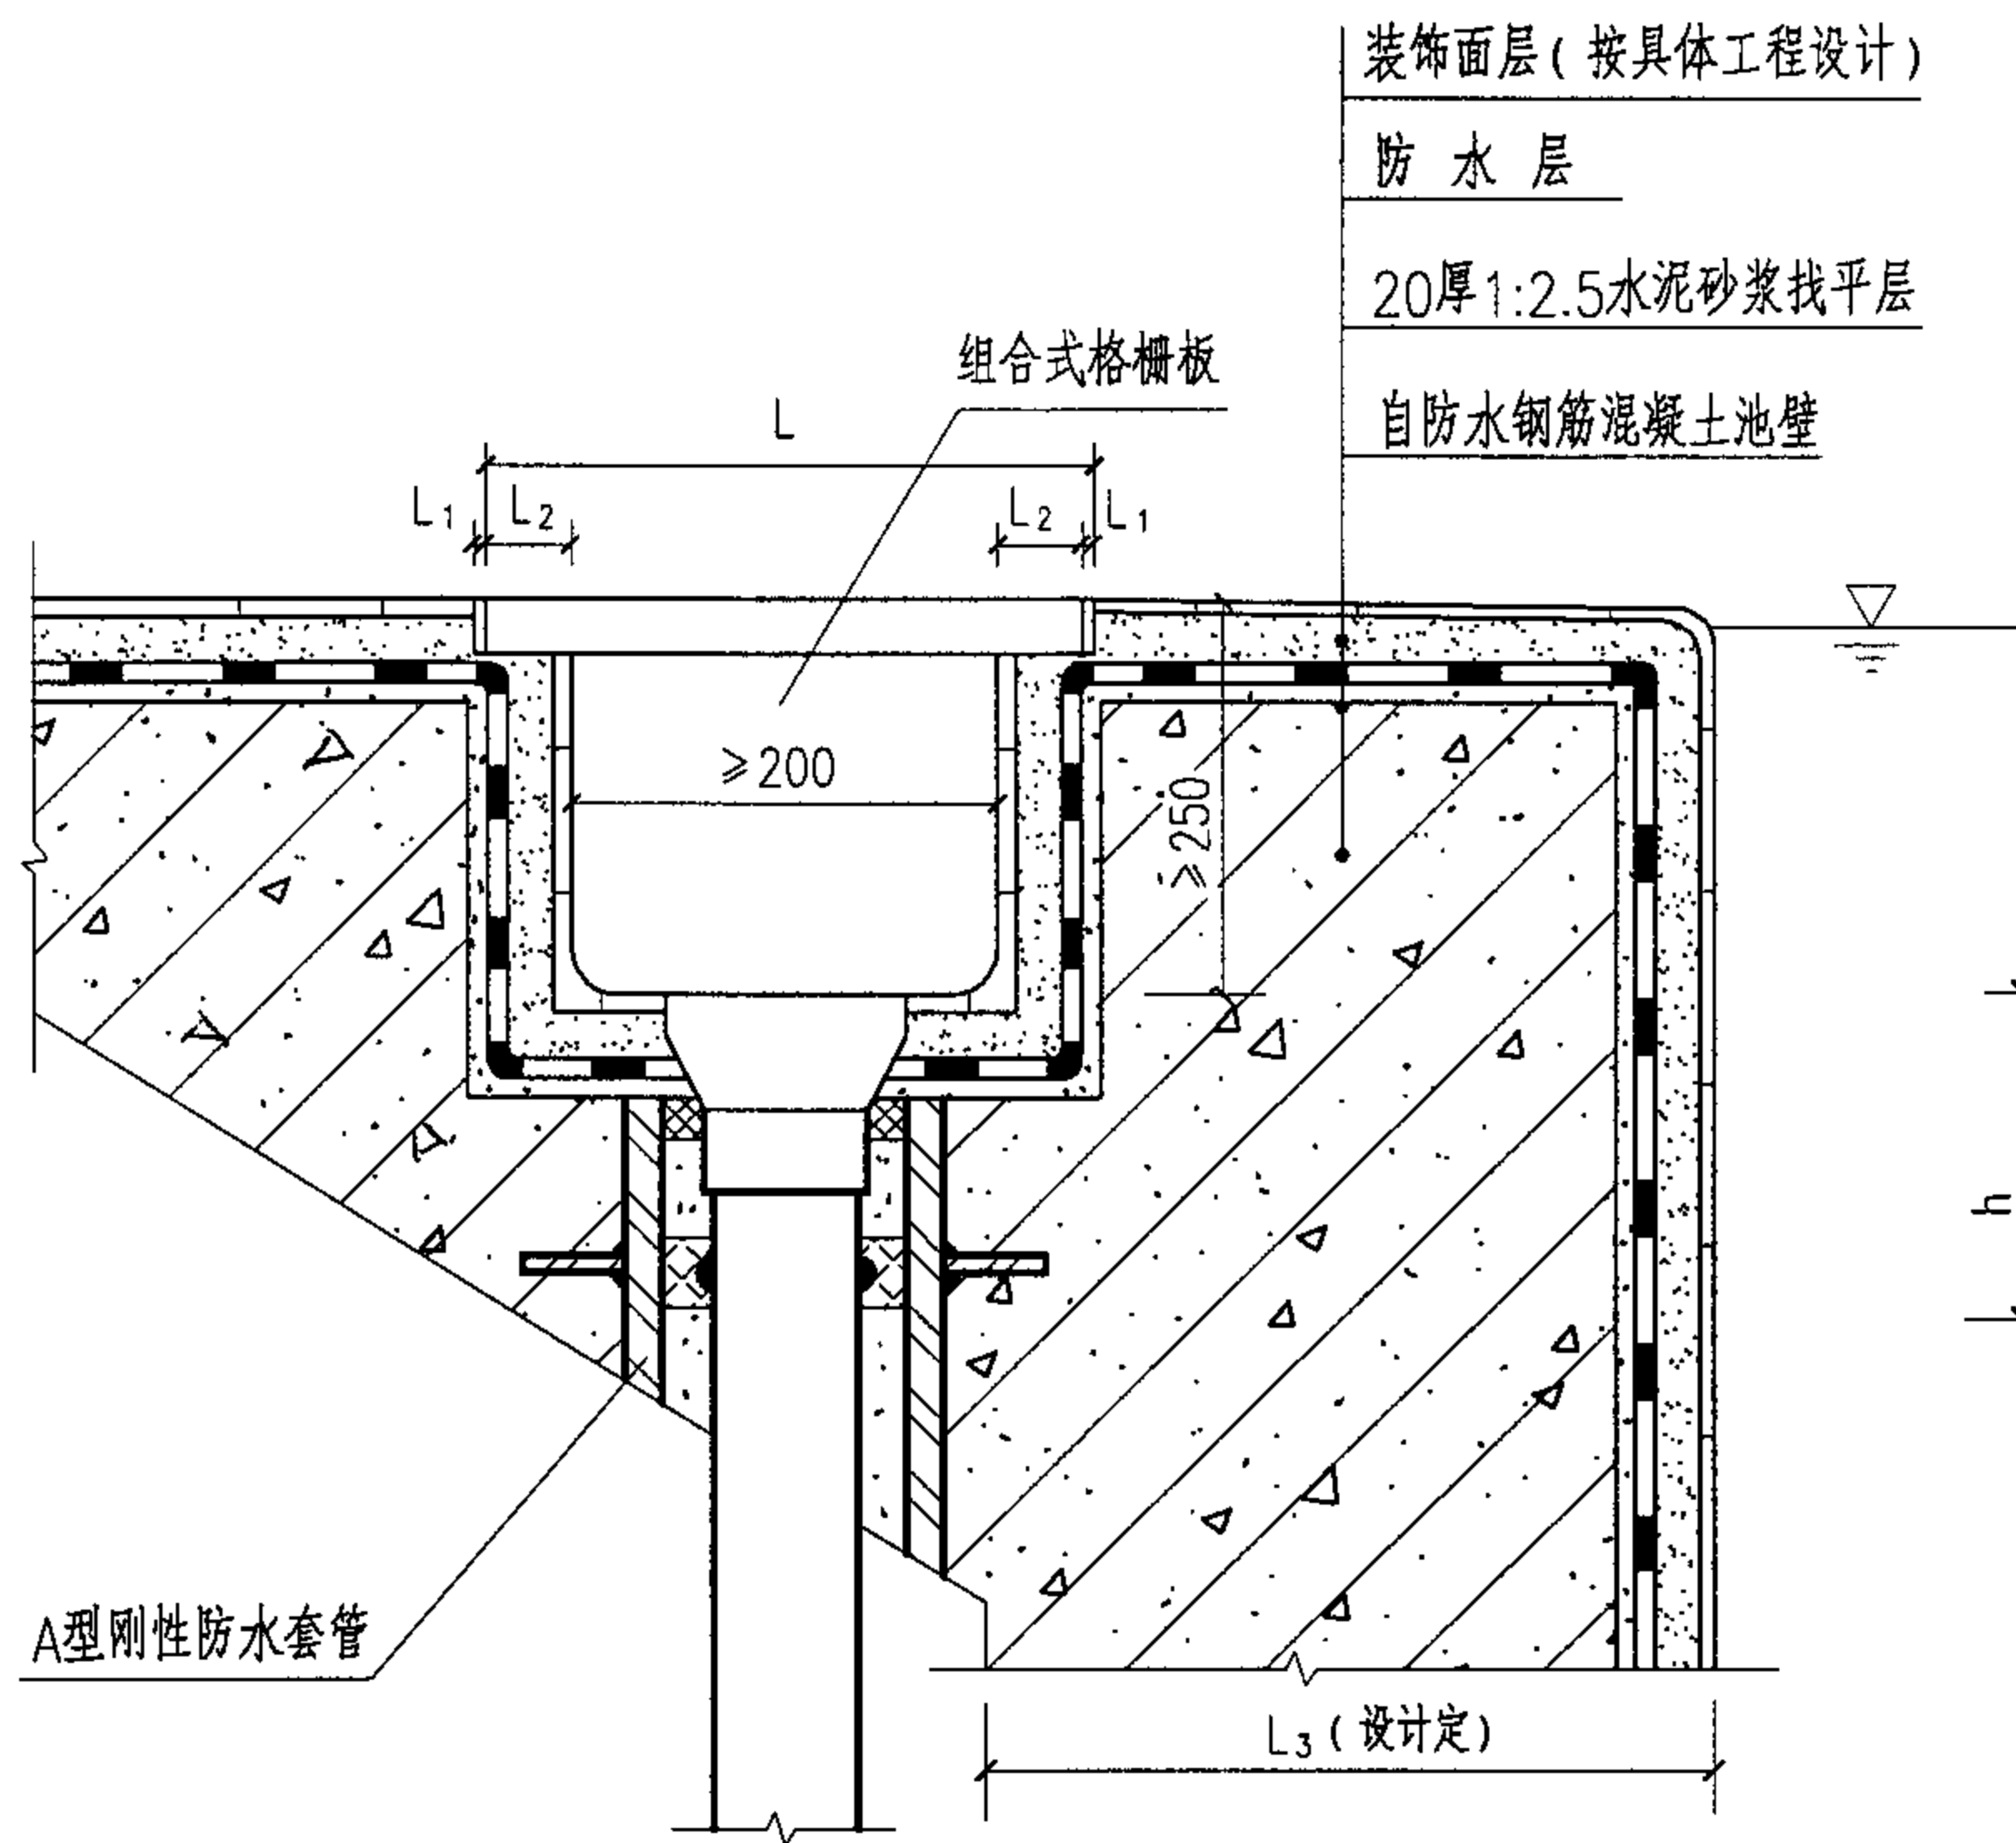 装饰面层(按具体工程设计)
防水层
20厚1:2.5水泥砂浆找平层
自防水钢筋混凝土池壁
组合式格栅板
L
L₁ L₂ L₂ L₁
≥200
≥250
h
A型刚性防水套管
L₃(设计定)